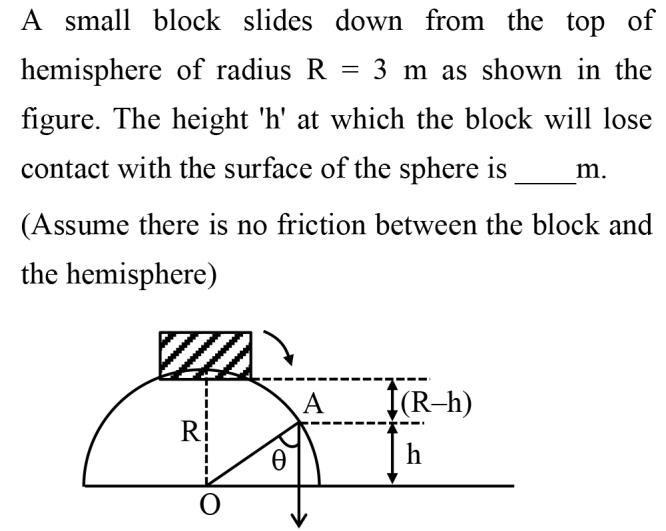 A small block slides down from the top of
hemisphere of radius R = 3 m as shown in the
figure. The height 'h' at which the block will lose
contact with the surface of the sphere is ____m.
(Assume there is no friction between the block and
the hemisphere)
A
(R–h)
R
θ
h
O